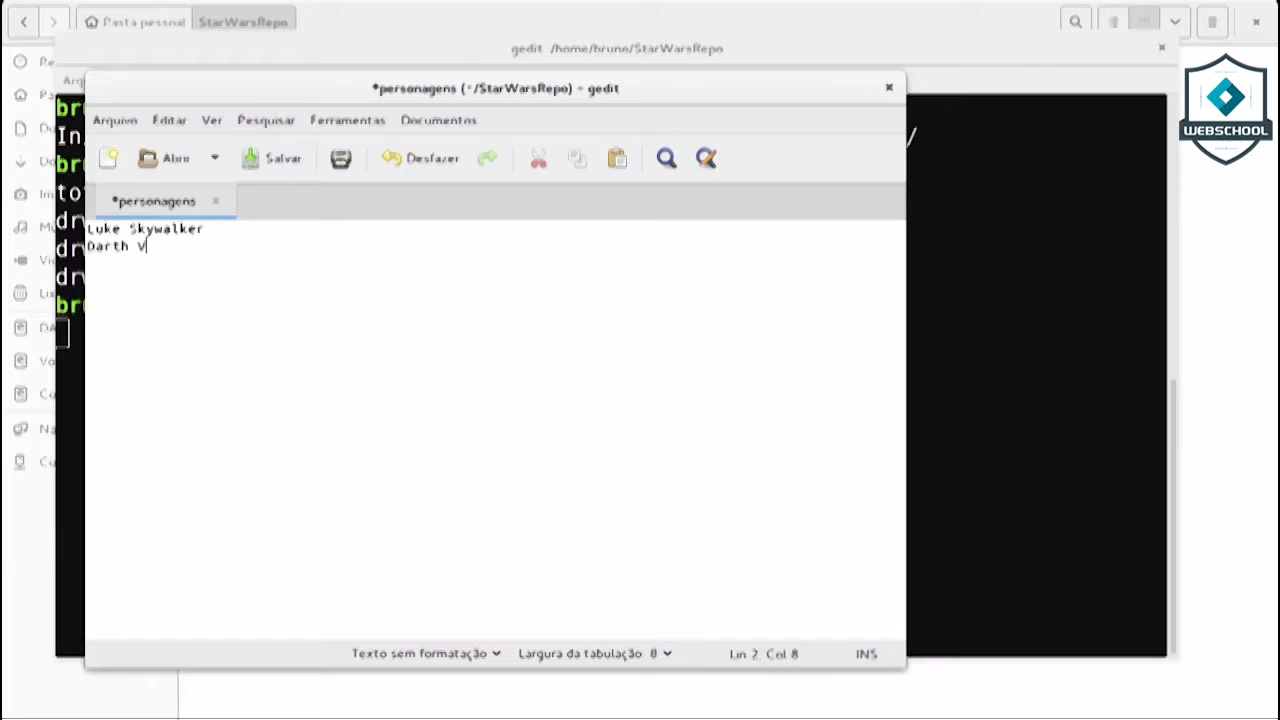 Pasta pessoal StarWarsRepo
gedit /home/bruno/StarWarsRepo
*personagens (~/StarWarsRepo) - gedit
Arquivo Editar Ver Pesquisar Ferramentas Documentos
Abrir Salvar Desfazer
*personagens
Luke Skywalker
Darth V
Texto sem formatação Largura da tabulação 8 Lin 2, Col 8 INS
WEBSCHOOL